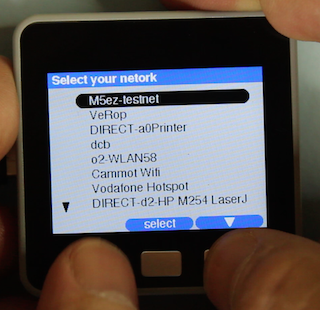 Select your netork
M5ez-testnet
VeRop
DIRECT-a0Printer
dcb
o2-WLAN58
Cammot Wifi
Vodafone Hotspot
DIRECT-d2-HP M254 LaserJ
select